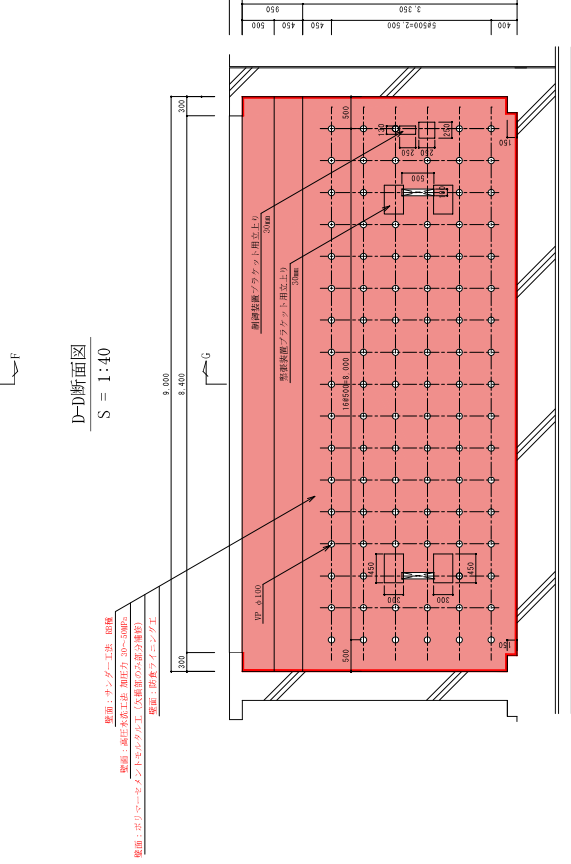 D-D断面図
S = 1:40
F
G
9,000
8,400
300
300
500
450
450
950
3,350
5@500=2,500
400
500
16@500=8,000
500
150
150
制御装置ブラケット用立上り
30mm
懸垂装置ブラケット用立上り
30mm
VP φ100
250
250
250
500
450
450
300
300
壁面：サンダー工法
壁面：高圧水洗工法 加圧力 30～50MPa
壁面：ポリマーセメントモルタル工（欠損部のみ部分補修）
壁面：防食ライニング工